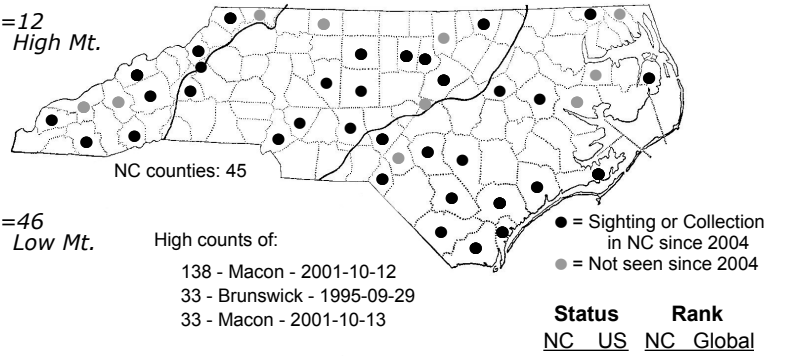 =12
High Mt.
NC counties: 45
=46
Low Mt.
High counts of:
138 - Macon - 2001-10-12
33 - Brunswick - 1995-09-29
33 - Macon - 2001-10-13
= Sighting or Collection
in NC since 2004
= Not seen since 2004
Status Rank
NC US NC Global